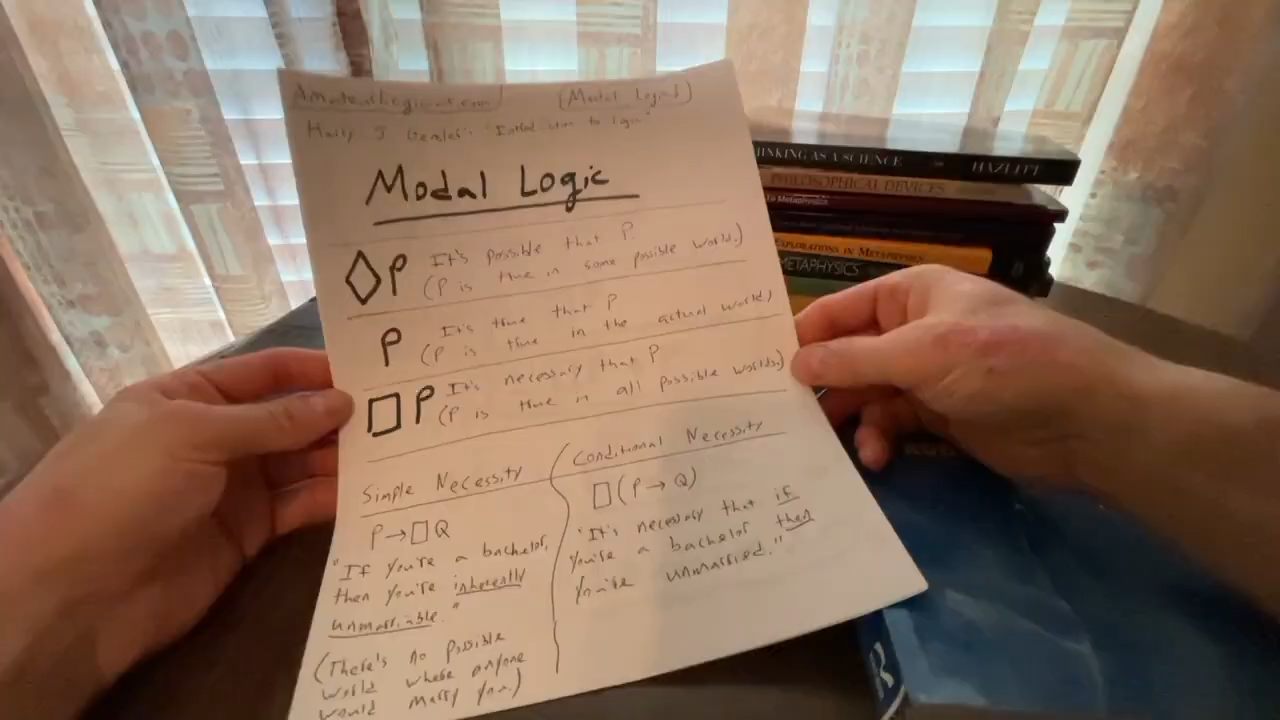 AmateurLogician.com [Modal Logic]
Harry J. Gensler's "Introduction to Logic"
Modal Logic
◇P It's possible that P.
(P is true in some possible world.)
P It's true that P
(P is true in the actual world)
□P It's necessary that P
(P is true in all possible worlds.)
Simple Necessity
P→□Q
"If you're a bachelor,
then you're inherently
unmarriable."
(There's no possible
world where anyone
would marry you.)
Conditional Necessity
□(P→Q)
"It's necessary that if
you're a bachelor then
you're unmarried."
THINKING AS A SCIENCE HAZLITT
PHILOSOPHICAL DEVICES
Metaphysics
EXPLORATIONS IN METAPHYSICS
METAPHYSICS
R